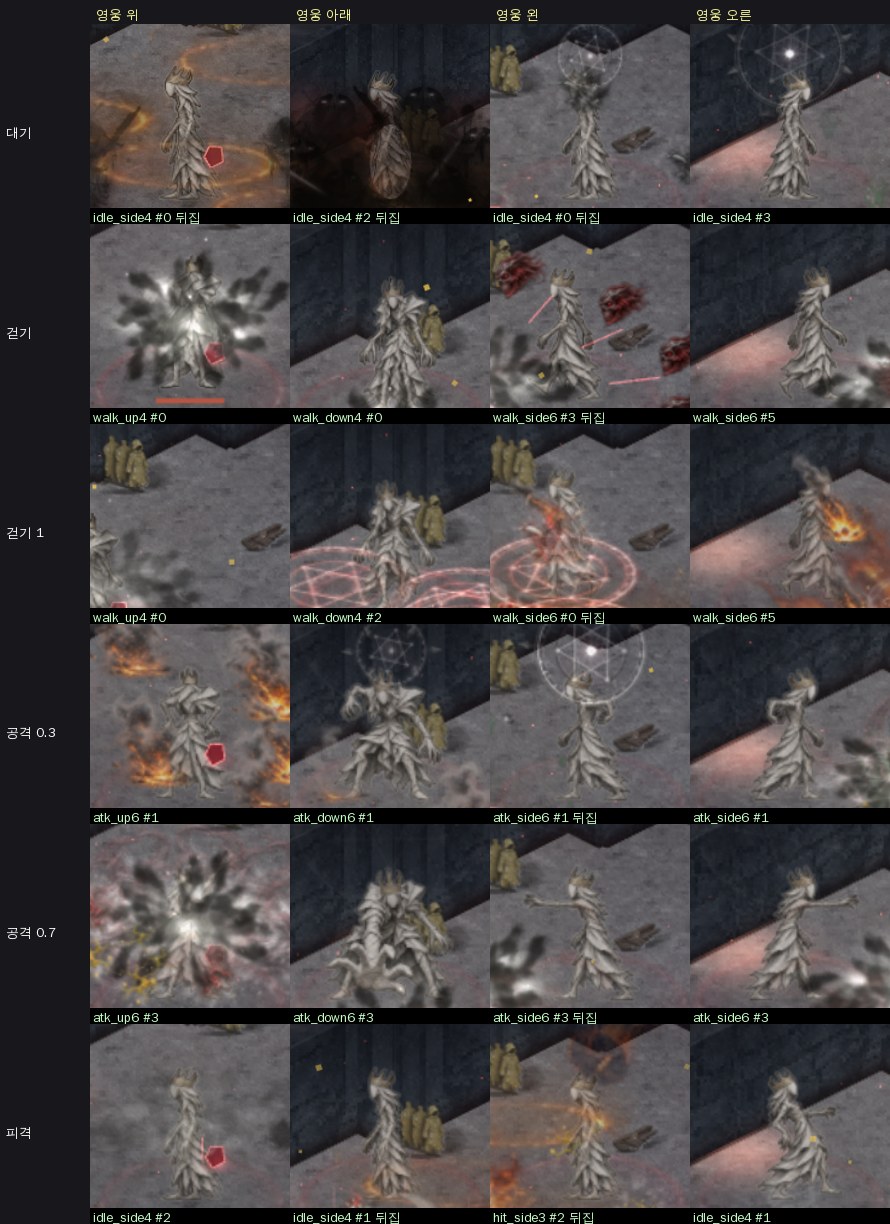 영웅 위 영웅 아래 영웅 왼 영웅 오른
대기
idle_side4 #0 뒤집 idle_side4 #2 뒤집 idle_side4 #0 뒤집 idle_side4 #3
걷기
walk_up4 #0 walk_down4 #0 walk_side6 #3 뒤집 walk_side6 #5
걷기 1
walk_up4 #0 walk_down4 #2 walk_side6 #0 뒤집 walk_side6 #5
공격 0.3
atk_up6 #1 atk_down6 #1 atk_side6 #1 뒤집 atk_side6 #1
공격 0.7
atk_up6 #3 atk_down6 #3 atk_side6 #3 뒤집 atk_side6 #3
피격
idle_side4 #2 idle_side4 #1 뒤집 hit_side3 #2 뒤집 idle_side4 #1